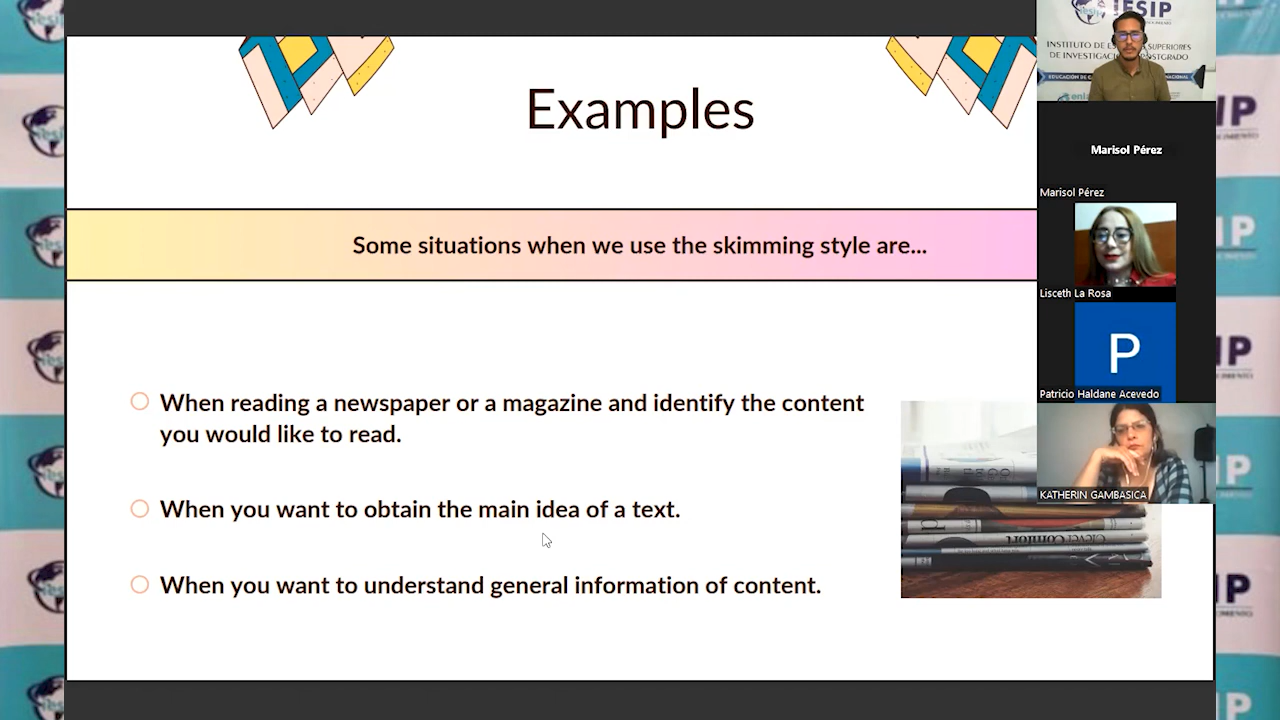 Examples
Some situations when we use the skimming style are...
When reading a newspaper or a magazine and identify the content
you would like to read.
When you want to obtain the main idea of a text.
When you want to understand general information of content.
IESIP
INSTITUTO DE
SUPERIORES
DE INVESTIGACI
POSTGRADO
Marisol Pérez
Marisol Pérez
Lisceth La Rosa
P
Patricio Haldane Acevedo
KATHERIN GAMBASICA
Clever Comfort